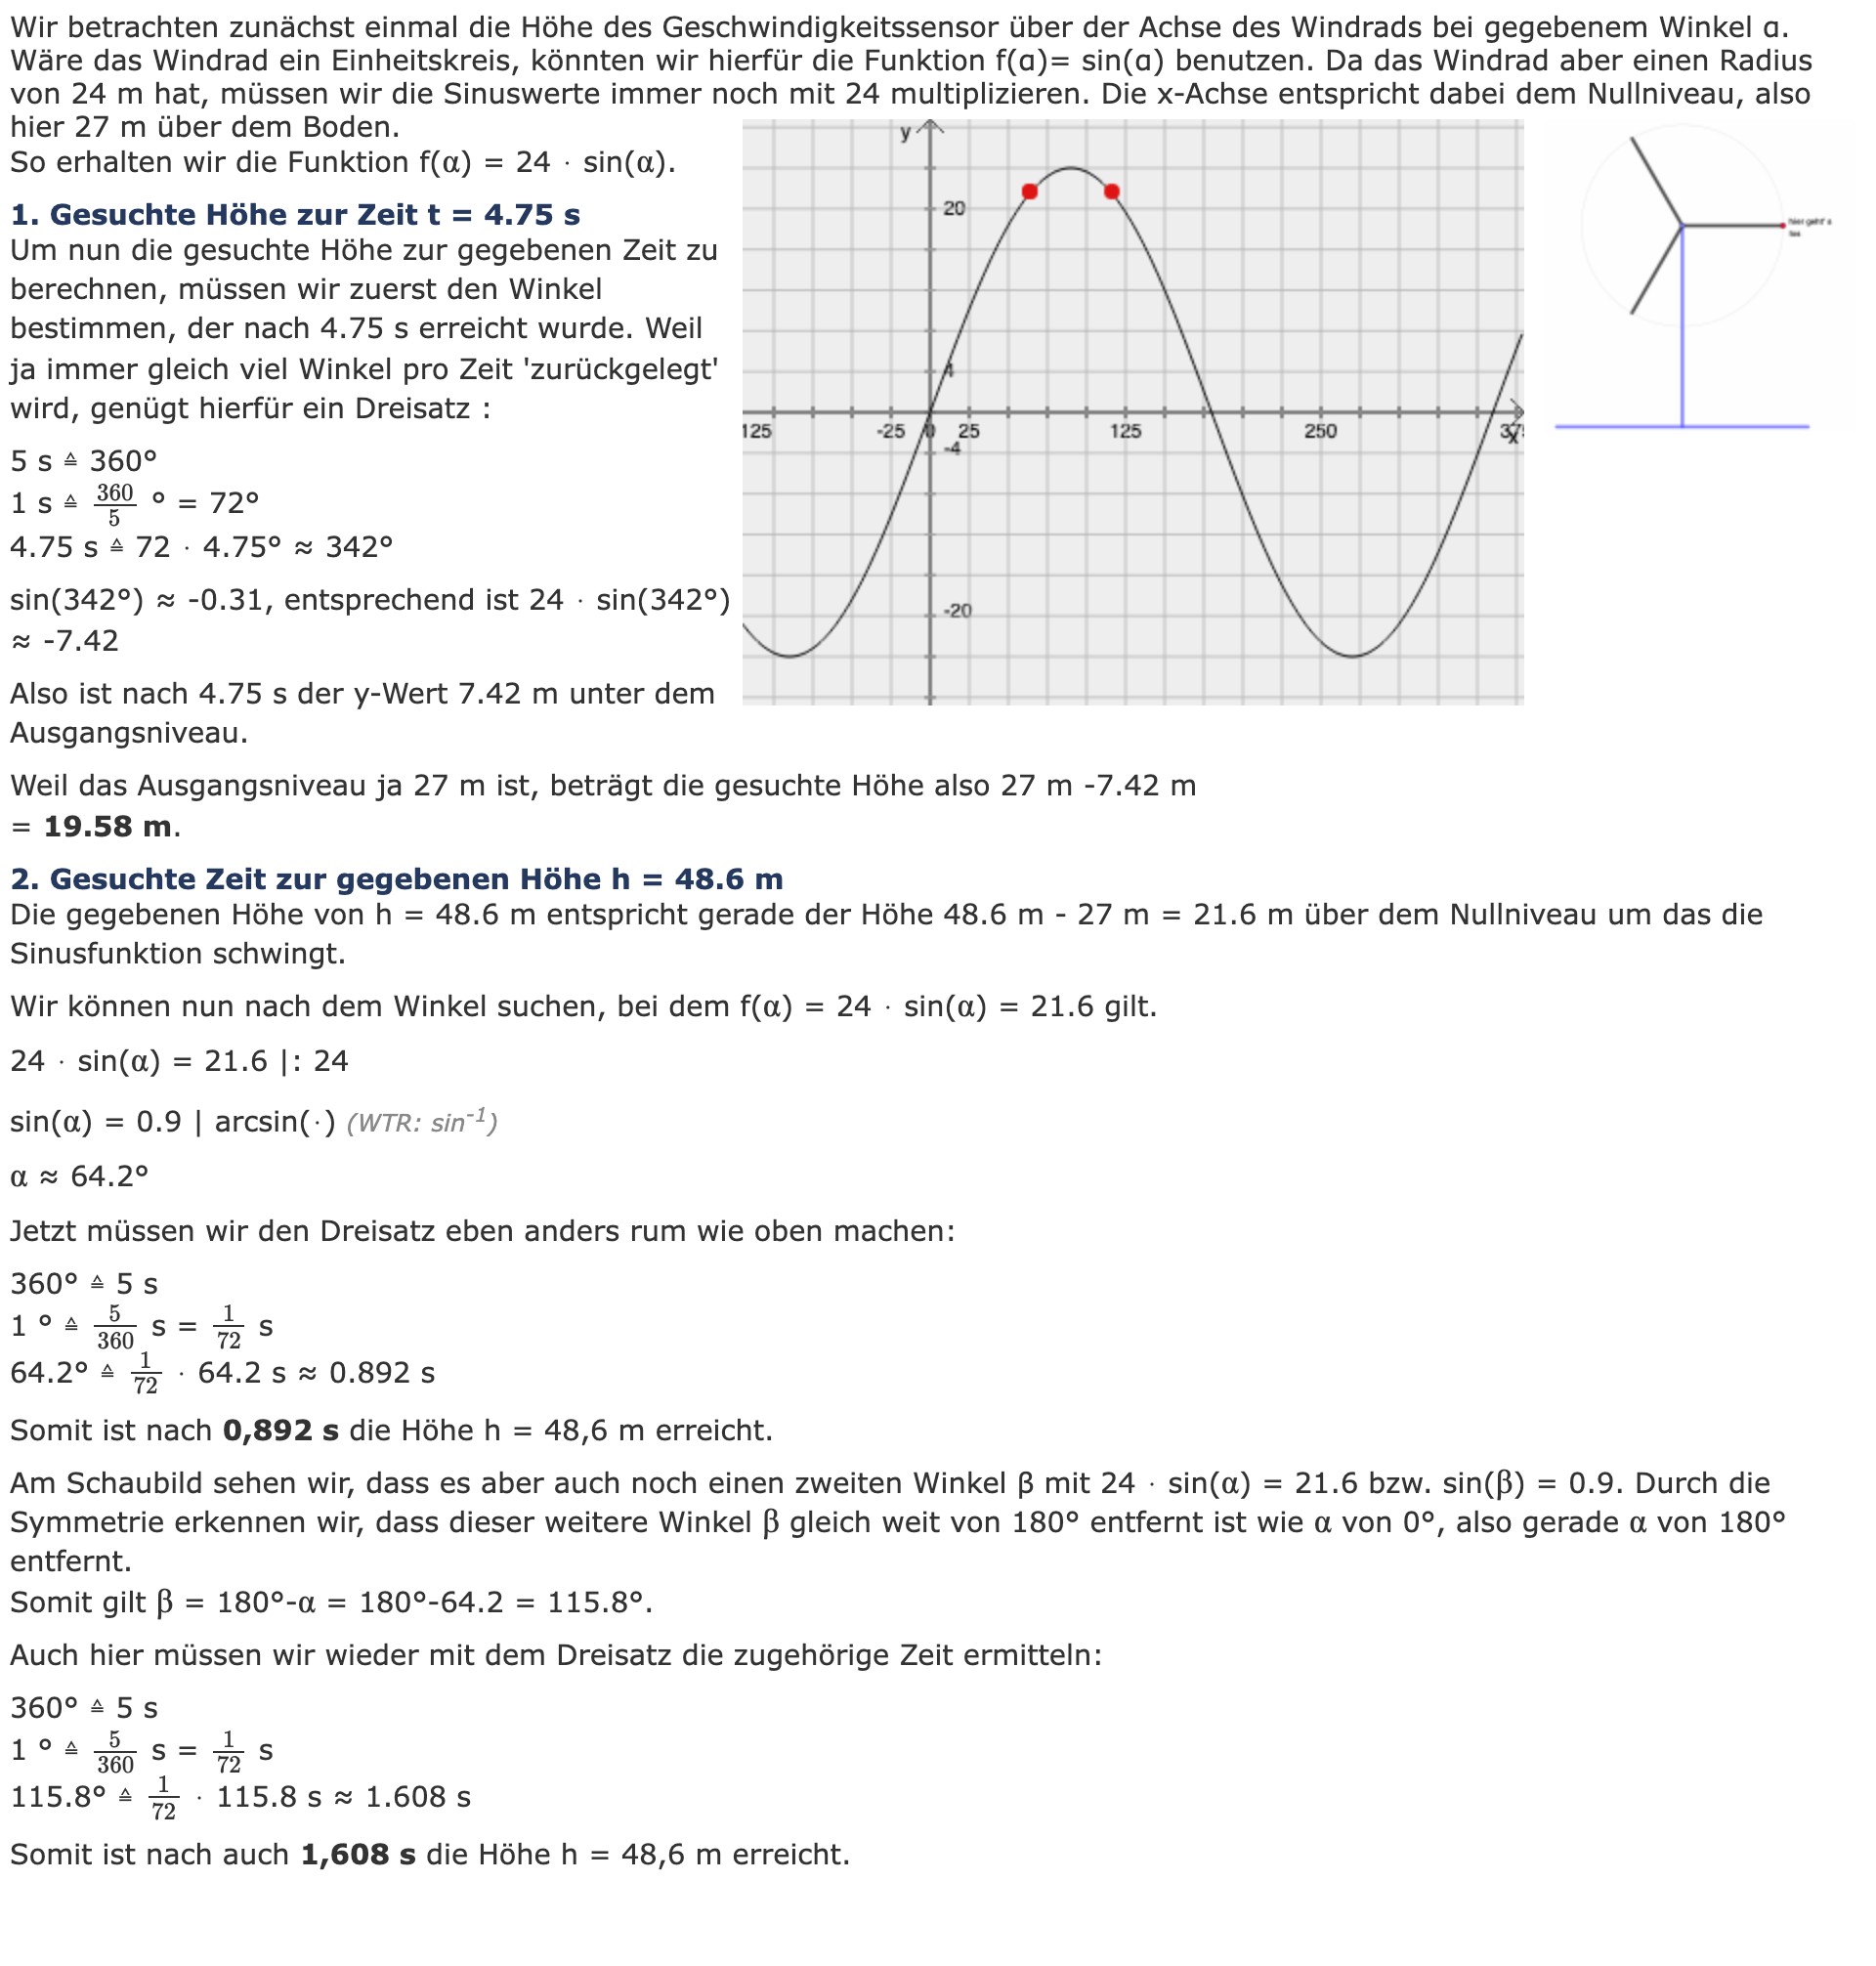 Wir betrachten zunächst einmal die Höhe des Geschwindigkeitssensor über der Achse des Windrads bei gegebenem Winkel α.
Wäre das Windrad ein Einheitskreis, könnten wir hierfür die Funktion f(α)= sin(α) benutzen. Da das Windrad aber einen Radius
von 24 m hat, müssen wir die Sinuswerte immer noch mit 24 multiplizieren. Die x-Achse entspricht dabei dem Nullniveau, also
hier 27 m über dem Boden.
So erhalten wir die Funktion f(α) = 24 · sin(α).
1. Gesuchte Höhe zur Zeit t = 4.75 s
Um nun die gesuchte Höhe zur gegebenen Zeit zu
berechnen, müssen wir zuerst den Winkel
bestimmen, der nach 4.75 s erreicht wurde. Weil
ja immer gleich viel Winkel pro Zeit 'zurückgelegt'
wird, genügt hierfür ein Dreisatz :
5 s ≙ 360°
1 s ≙ 360/5 ° = 72°
4.75 s ≙ 72 · 4.75° ≈ 342°
sin(342°) ≈ -0.31, entsprechend ist 24 · sin(342°)
≈ -7.42
Also ist nach 4.75 s der y-Wert 7.42 m unter dem
Ausgangsniveau.
y
20
4
125 -25 0 25 125 250 375
x
-4
-20
hier geht's
los
Weil das Ausgangsniveau ja 27 m ist, beträgt die gesuchte Höhe also 27 m -7.42 m
= 19.58 m.
2. Gesuchte Zeit zur gegebenen Höhe h = 48.6 m
Die gegebenen Höhe von h = 48.6 m entspricht gerade der Höhe 48.6 m - 27 m = 21.6 m über dem Nullniveau um das die
Sinusfunktion schwingt.
Wir können nun nach dem Winkel suchen, bei dem f(α) = 24 · sin(α) = 21.6 gilt.
24 · sin(α) = 21.6 |: 24
sin(α) = 0.9 | arcsin(·) (WTR: sin⁻¹)
α ≈ 64.2°
Jetzt müssen wir den Dreisatz eben anders rum wie oben machen:
360° ≙ 5 s
1 ° ≙ 5/360 s = 1/72 s
64.2° ≙ 1/72 · 64.2 s ≈ 0.892 s
Somit ist nach 0,892 s die Höhe h = 48,6 m erreicht.
Am Schaubild sehen wir, dass es aber auch noch einen zweiten Winkel β mit 24 · sin(α) = 21.6 bzw. sin(β) = 0.9. Durch die
Symmetrie erkennen wir, dass dieser weitere Winkel β gleich weit von 180° entfernt ist wie α von 0°, also gerade α von 180°
entfernt.
Somit gilt β = 180°-α = 180°-64.2 = 115.8°.
Auch hier müssen wir wieder mit dem Dreisatz die zugehörige Zeit ermitteln:
360° ≙ 5 s
1 ° ≙ 5/360 s = 1/72 s
115.8° ≙ 1/72 · 115.8 s ≈ 1.608 s
Somit ist nach auch 1,608 s die Höhe h = 48,6 m erreicht.